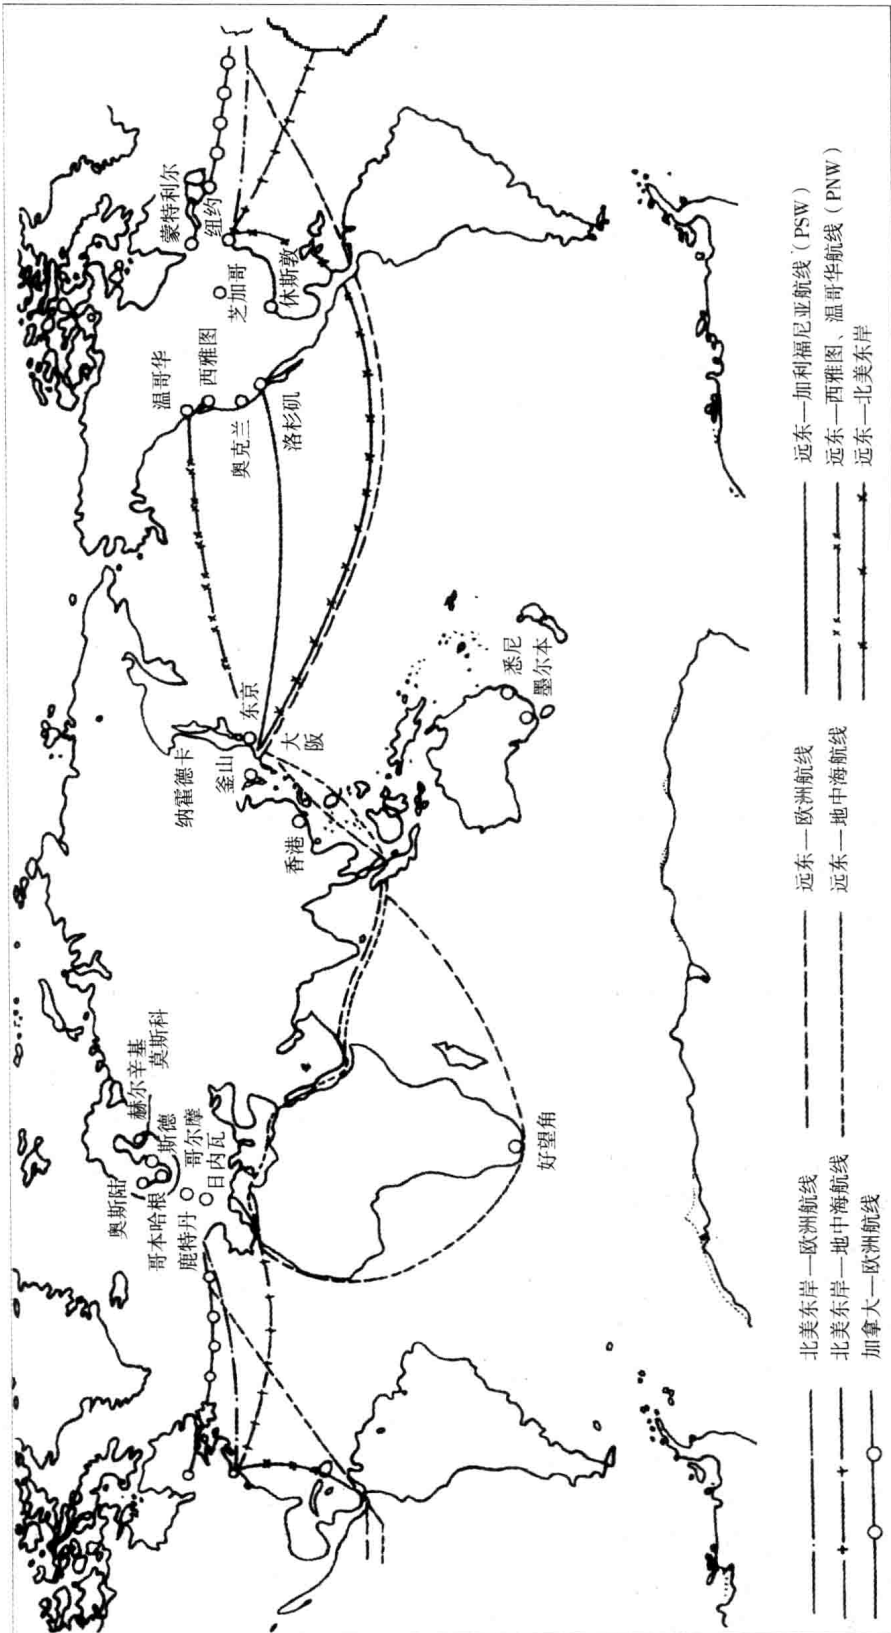 奥斯陆
赫尔辛基
莫斯科
斯德
哥尔摩
哥本哈根
鹿特丹
日内瓦
好望角
纳霍德卡
釜山
东京
大
阪
香港
悉尼
墨尔本
温哥华
西雅图
奥克兰
洛杉矶
蒙特利尔
纽约
芝加哥
休斯敦
北美东岸—欧洲航线
北美东岸—地中海航线
加拿大—欧洲航线
远东—欧洲航线
远东—地中海航线
远东—加利福尼亚航线（PSW）
远东—西雅图、温哥华航线（PNW）
远东—北美东岸